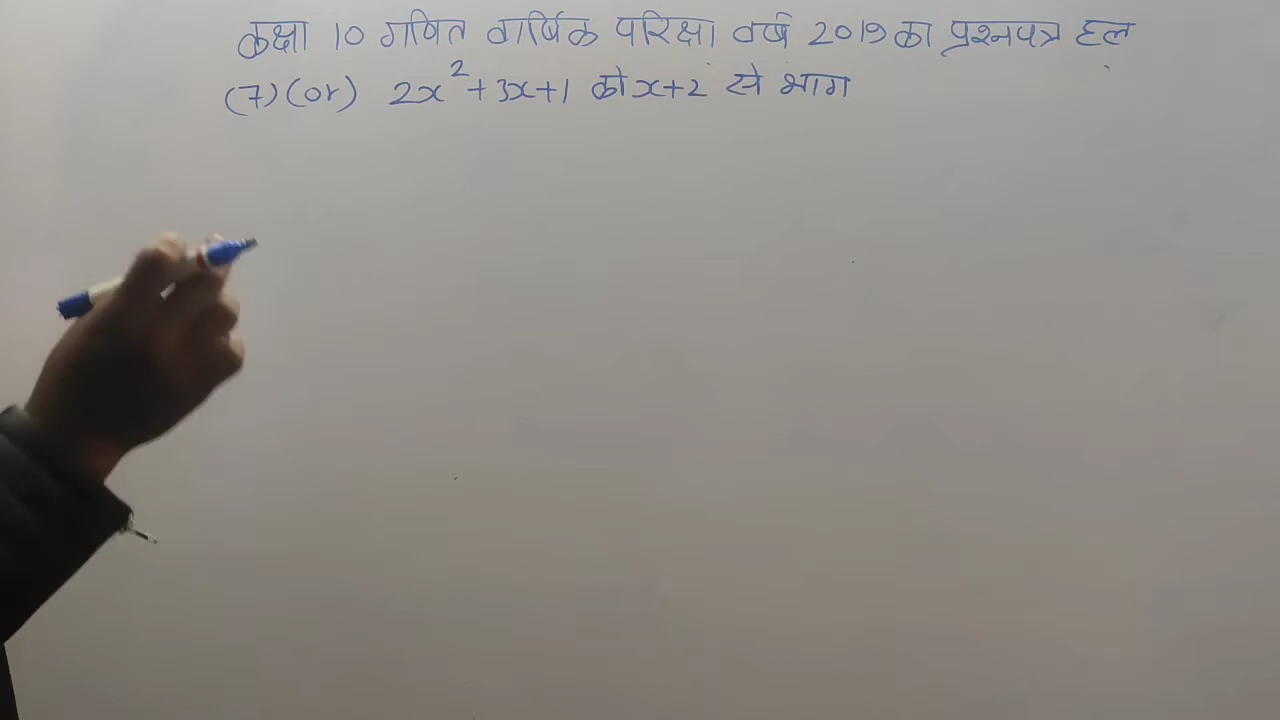 कक्षा 10 गणित वार्षिक परिक्षा वर्ष 2019 का प्रश्नपत्र हल
(7) (or) 2x² + 3x + 1 को x + 2 से भाग